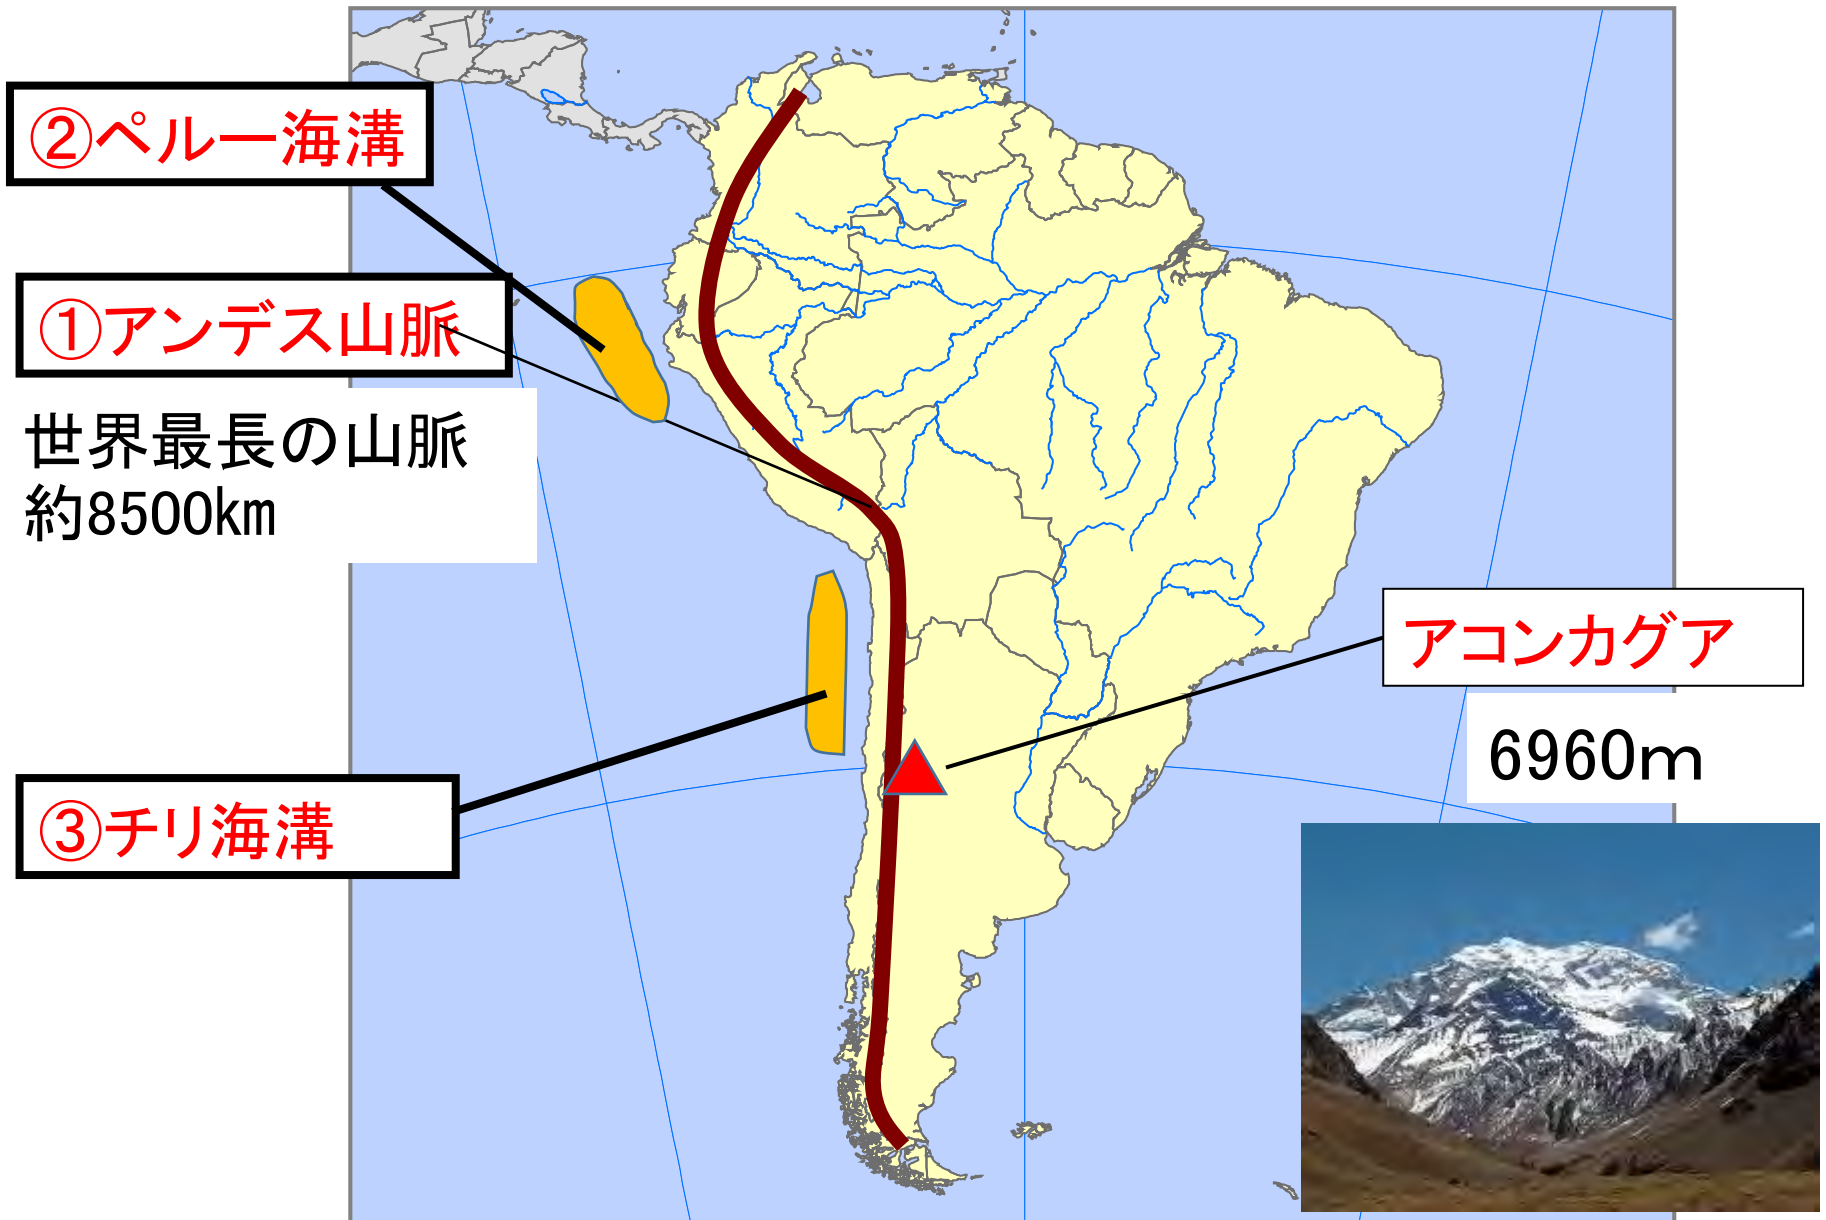 ②ペルー海溝
①アンデス山脈
世界最長の山脈
約8500km
アコンカグア
6960m
③チリ海溝